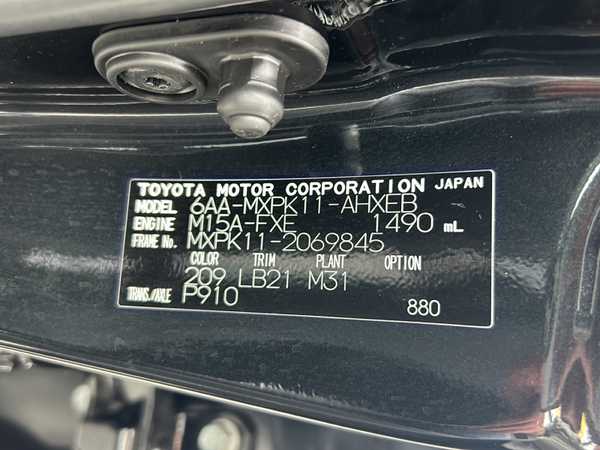 TOYOTA MOTOR CORPORATION JAPAN
MODEL 6AA-MXPK11-AHXEB
ENGINE M15A-FXE 1490 mL
FRAME No. MXPK11-2069845
COLOR TRIM PLANT OPTION
209 LB21 M31
TRANS./AXLE P910
880